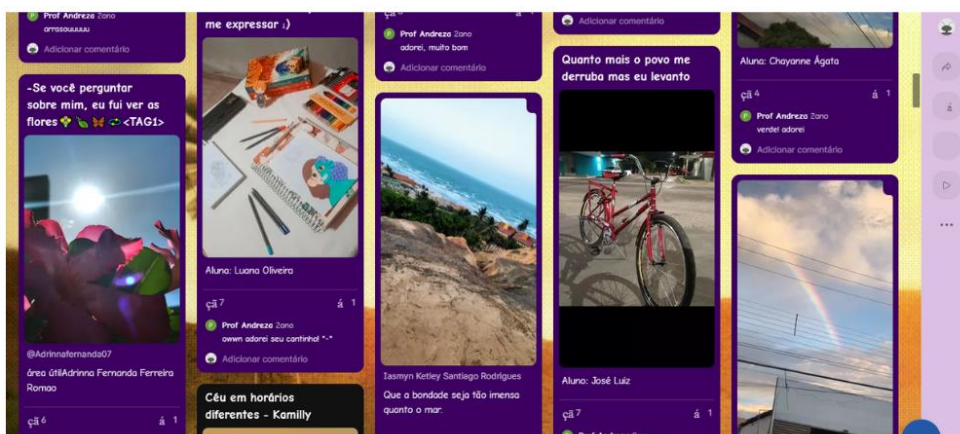 Prof Andreza 2ano
arrasouuuuu
Adicionar comentário
-Se você perguntar
sobre mim, eu fui ver as
flores🌻🍃🦋🍂<TAG1>
@Adrinnafernanda07
área útilAdrinna Fernanda Ferreira
Romao
çã 6
á 1
me expressar ;)
Aluna: Luana Oliveira
çã 7
á 1
Prof Andreza 2ano
owwn adorei seu cantinho! *-*
Adicionar comentário
Céu em horários
diferentes - Kamilly
Prof Andreza 2ano
adorei, muito bom
Adicionar comentário
Iasmyn Ketley Santiago Rodrigues
Que a bondade seja tão imensa
quanto o mar.
Adicionar comentário
Quanto mais o povo me
derruba mas eu levanto
Aluno: José Luiz
çã 7
á 1
Aluna: Chayanne Ágata
çã 4
á 1
Prof Andreza 2ano
verde! adorei
Adicionar comentário
á